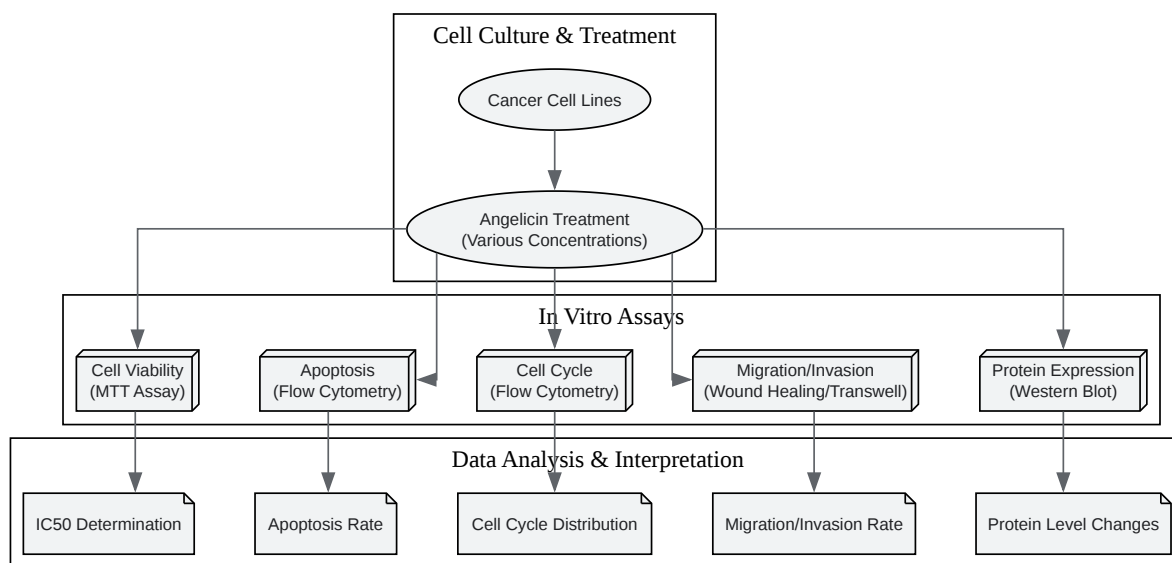 Cell Culture & Treatment
Cancer Cell Lines
Angelicin Treatment
(Various Concentrations)
In Vitro Assays
Cell Viability
(MTT Assay)
Apoptosis
(Flow Cytometry)
Cell Cycle
(Flow Cytometry)
Migration/Invasion
(Wound Healing/Transwell)
Protein Expression
(Western Blot)
Data Analysis & Interpretation
IC50 Determination
Apoptosis Rate
Cell Cycle Distribution
Migration/Invasion Rate
Protein Level Changes